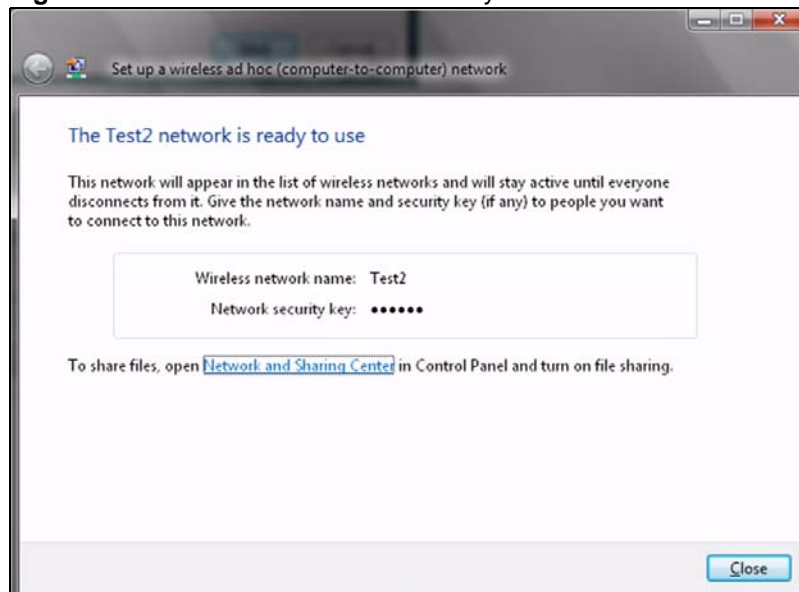 Set up a wireless ad hoc (computer-to-computer) network
The Test2 network is ready to use
This network will appear in the list of wireless networks and will stay active until everyone
disconnects from it. Give the network name and security key (if any) to people you want
to connect to this network.
Wireless network name: Test2
Network security key: ••••••
To share files, open Network and Sharing Center in Control Panel and turn on file sharing.
Close